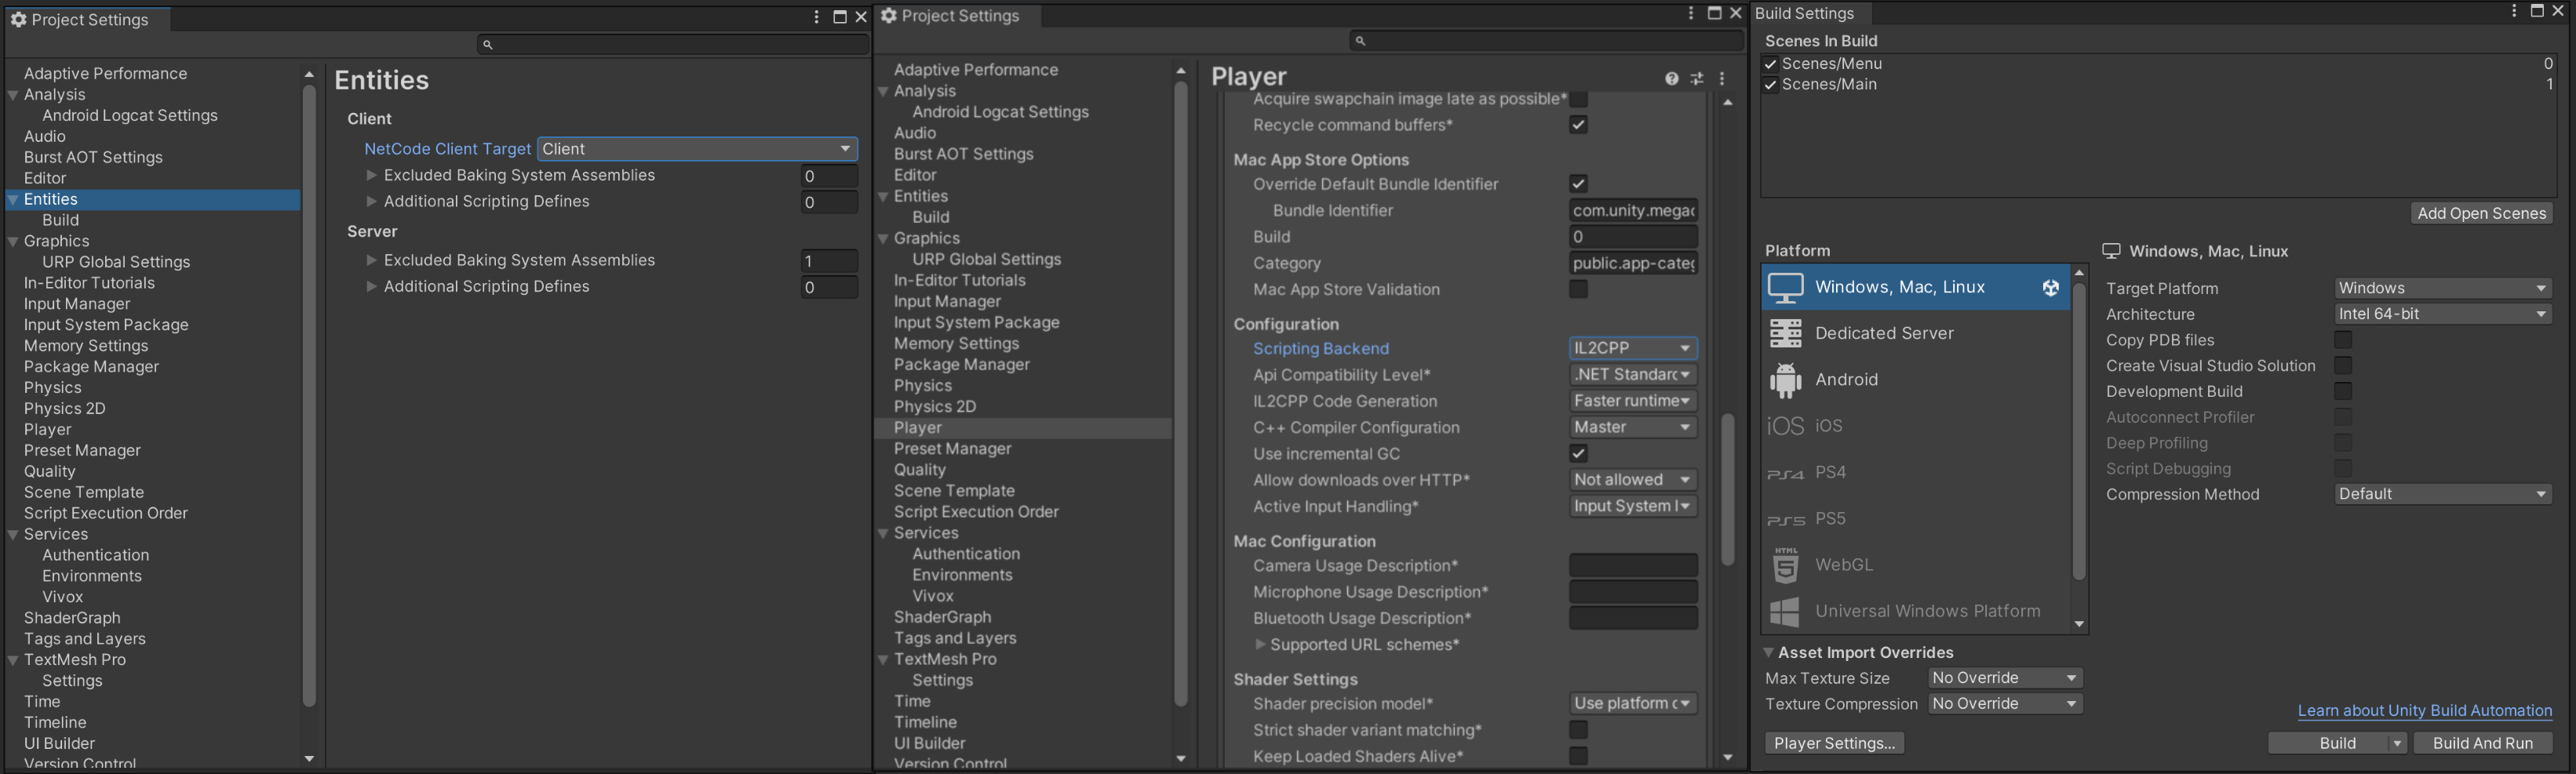 Project Settings
Adaptive Performance
Analysis
Android Logcat Settings
Audio
Burst AOT Settings
Editor
Entities
Build
Graphics
URP Global Settings
In-Editor Tutorials
Input Manager
Input System Package
Memory Settings
Package Manager
Physics
Physics 2D
Player
Preset Manager
Quality
Scene Template
Script Execution Order
Services
Authentication
Environments
Vivox
ShaderGraph
Tags and Layers
TextMesh Pro
Settings
Time
Timeline
UI Builder
Version Control
Entities
Client
NetCode Client Target Client
Excluded Baking System Assemblies 0
Additional Scripting Defines 0
Server
Excluded Baking System Assemblies 1
Additional Scripting Defines 0
Project Settings
Adaptive Performance
Analysis
Android Logcat Settings
Audio
Burst AOT Settings
Editor
Entities
Build
Graphics
URP Global Settings
In-Editor Tutorials
Input Manager
Input System Package
Memory Settings
Package Manager
Physics
Physics 2D
Player
Preset Manager
Quality
Scene Template
Script Execution Order
Services
Authentication
Environments
Vivox
ShaderGraph
Tags and Layers
TextMesh Pro
Settings
Time
Timeline
UI Builder
Version Control
Player
Acquire swapchain image late as possible*
Recycle command buffers*
Mac App Store Options
Override Default Bundle Identifier
Bundle Identifier com.unity.megac
Build 0
Category public.app-categ
Mac App Store Validation
Configuration
Scripting Backend IL2CPP
Api Compatibility Level* .NET Standarc
IL2CPP Code Generation Faster runtime
C++ Compiler Configuration Master
Use incremental GC
Allow downloads over HTTP* Not allowed
Active Input Handling* Input System
Mac Configuration
Camera Usage Description*
Microphone Usage Description*
Bluetooth Usage Description*
Supported URL schemes*
Shader Settings
Shader precision model* Use platform
Strict shader variant matching*
Keep Loaded Shaders Alive*
Build Settings
Scenes In Build
Scenes/Menu 0
Scenes/Main 1
Add Open Scenes
Platform
Windows, Mac, Linux
Dedicated Server
Android
iOS iOS
PS4 PS4
PS5 PS5
HTML 5 WebGL
Universal Windows Platform
Windows, Mac, Linux
Target Platform Windows
Architecture Intel 64-bit
Copy PDB files
Create Visual Studio Solution
Development Build
Autoconnect Profiler
Deep Profiling
Script Debugging
Compression Method Default
Asset Import Overrides
Max Texture Size No Override
Texture Compression No Override
Learn about Unity Build Automation
Player Settings...
Build
Build And Run